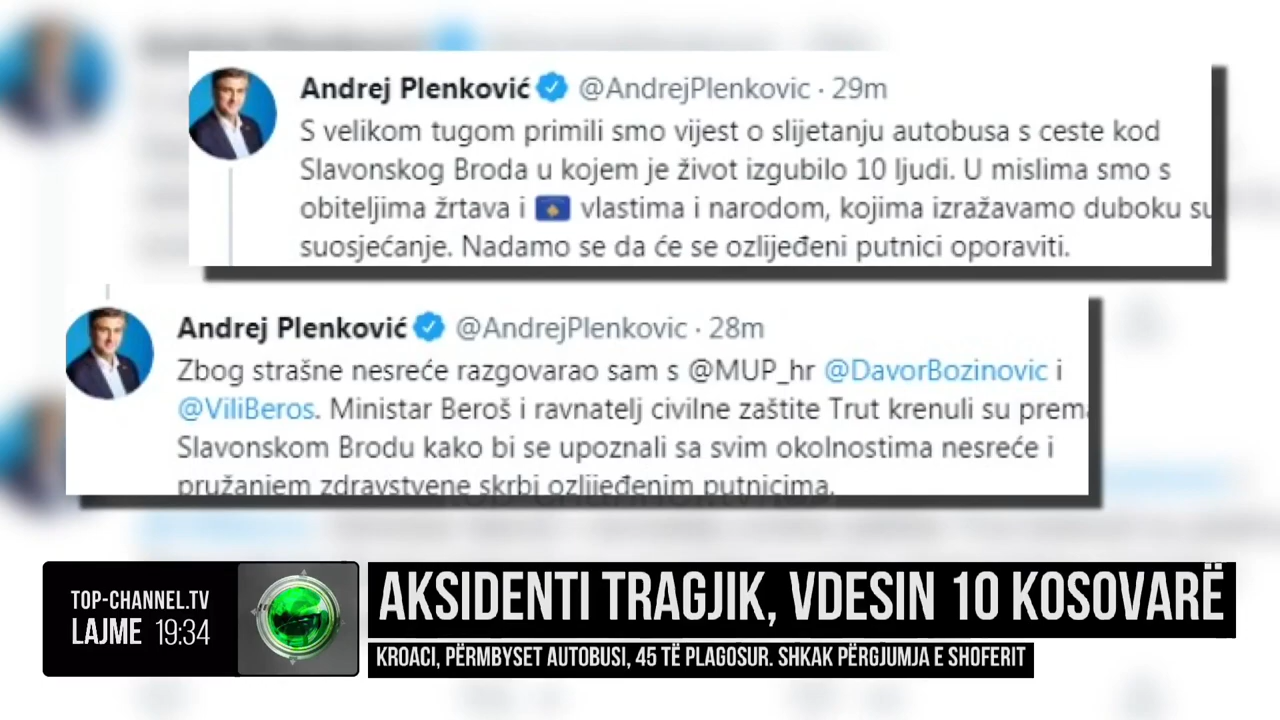 Andrej Plenković @AndrejPlenkovic · 29m
S velikom tugom primili smo vijest o slijetanju autobusa s ceste kod
Slavonskog Broda u kojem je život izgubilo 10 ljudi. U mislima smo s
obiteljima žrtava i vlastima i narodom, kojima izražavamo duboku su
suosjećanje. Nadamo se da će se ozlijeđeni putnici oporaviti.
Andrej Plenković @AndrejPlenkovic · 28m
Zbog strašne nesreće razgovarao sam s @MUP_hr @DavorBozinovic i
@ViliBeros. Ministar Beroš i ravnatelj civilne zaštite Trut krenuli su prema
Slavonskom Brodu kako bi se upoznali sa svim okolnostima nesreće i
pružanjem zdravstvene skrbi ozlijeđenim putnicima.
TOP-CHANNEL.TV
LAJME 19:34
AKSIDENTI TRAGJIK, VDESIN 10 KOSOVARË
KROACI, PËRMBYSET AUTOBUSI, 45 TË PLAGOSUR. SHKAK PËRGJUMJA E SHOFERIT